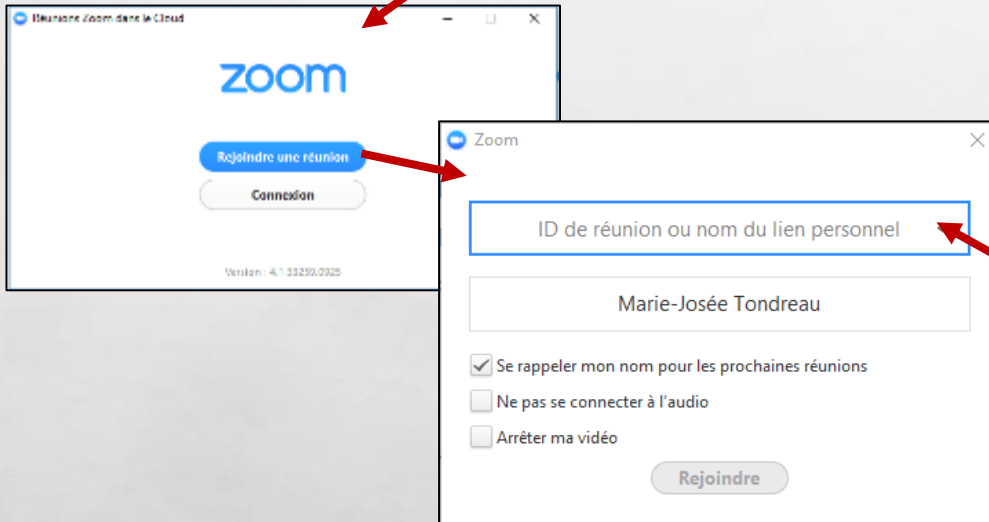 Réunions Zoom dans le Cloud
zoom
Rejoindre une réunion
Connexion
Version : 4.1.33259.0925
Zoom
ID de réunion ou nom du lien personnel
Marie-Josée Tondreau
Se rappeler mon nom pour les prochaines réunions
Ne pas se connecter à l'audio
Arrêter ma vidéo
Rejoindre